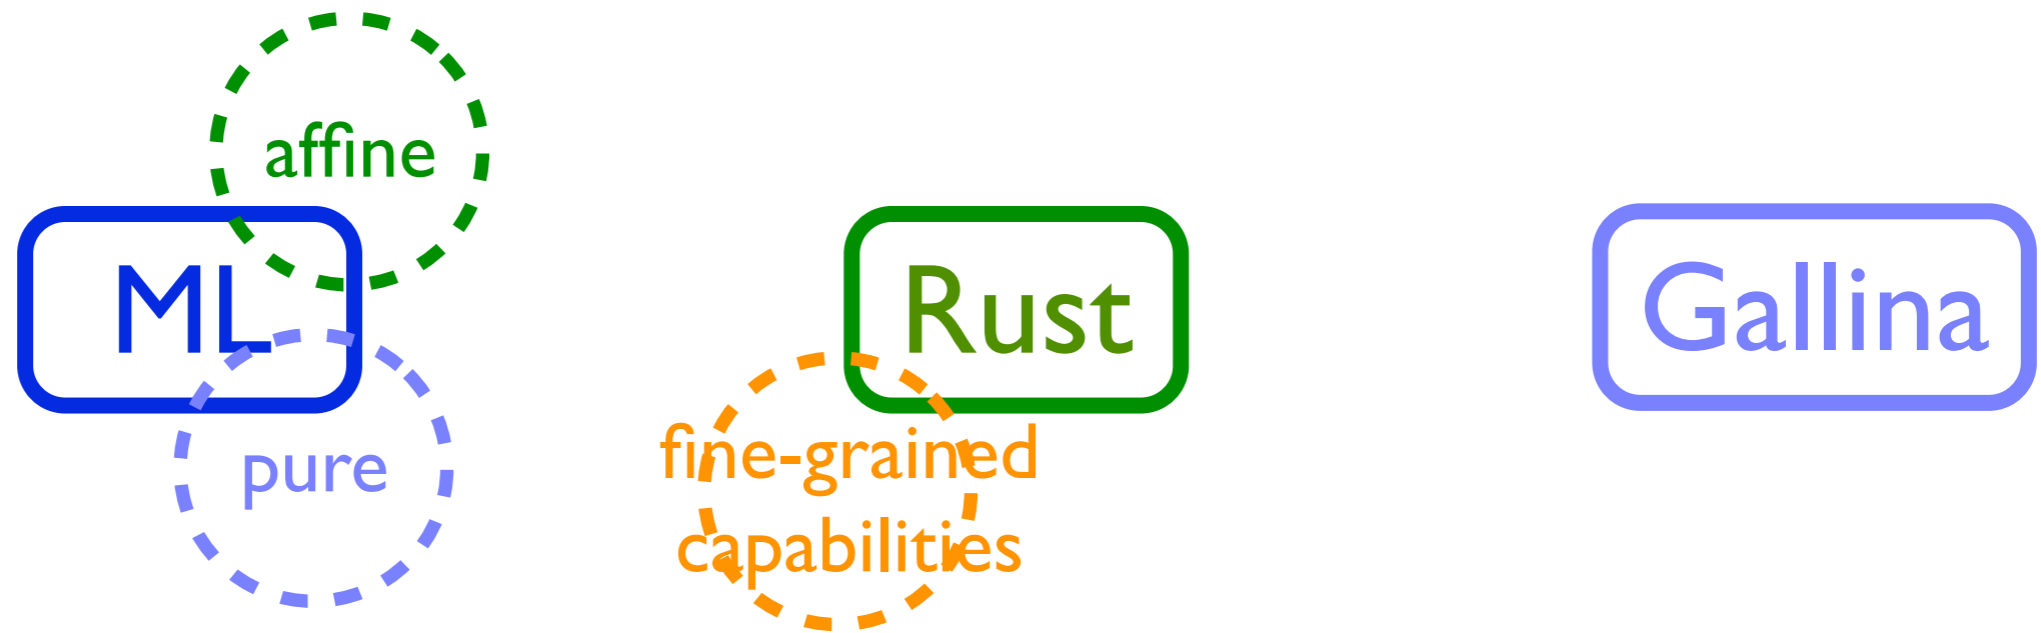 affine
ML
Rust
Gallina
pure
fine-grained
capabilities